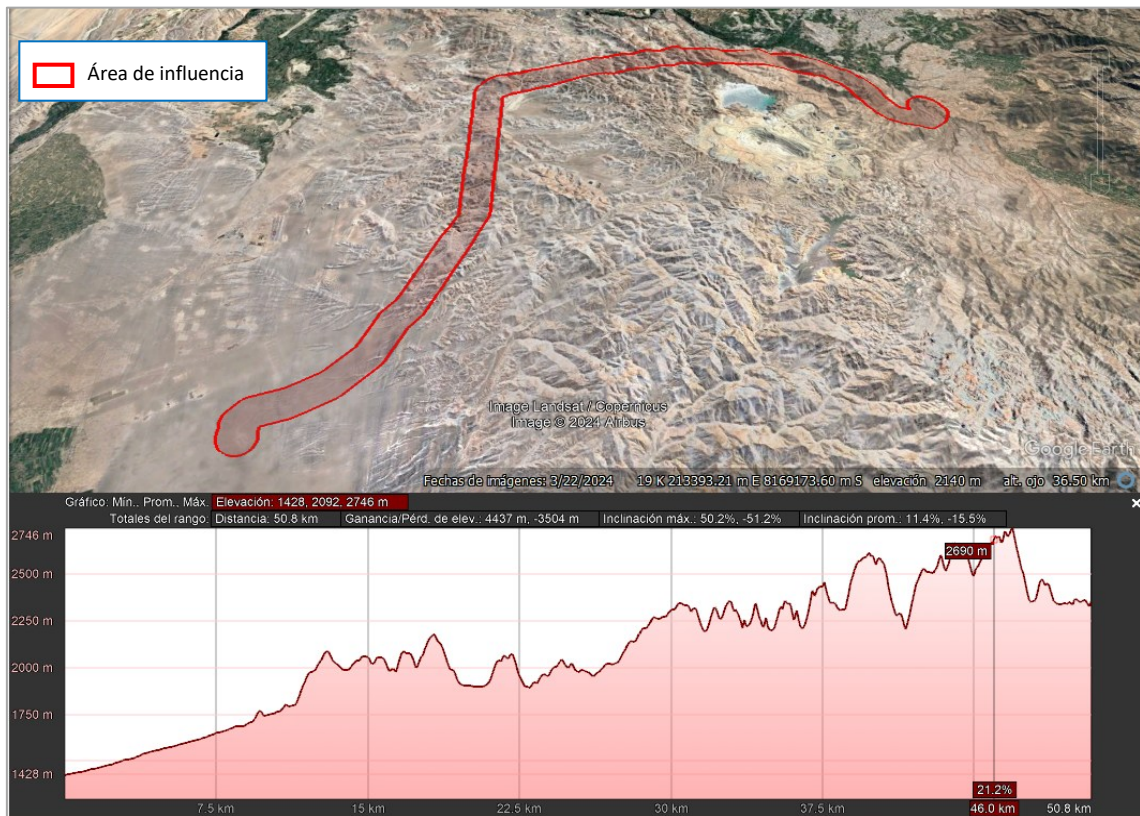 Área de influencia
Image Landsat / Copernicus
Image © 2024 Airbus
Google Earth
Fechas de imágenes: 3/22/2024 19 K 213393.21 m E 8169173.60 m S elevación 2140 m alt. ojo 36.50 km
Gráfico: Mín., Prom., Máx. Elevación: 1428, 2092, 2746 m
Totales del rango: Distancia: 50.8 km Ganancia/Pérd. de elev.: 4437 m, -3504 m Inclinación máx.: 50.2%, -51.2% Inclinación prom.: 11.4%, -15.5%
2746 m
2690 m
2500 m
2250 m
2000 m
1750 m
1428 m
21.2%
7.5 km 15 km 22.5 km 30 km 37.5 km 46.0 km 50.8 km